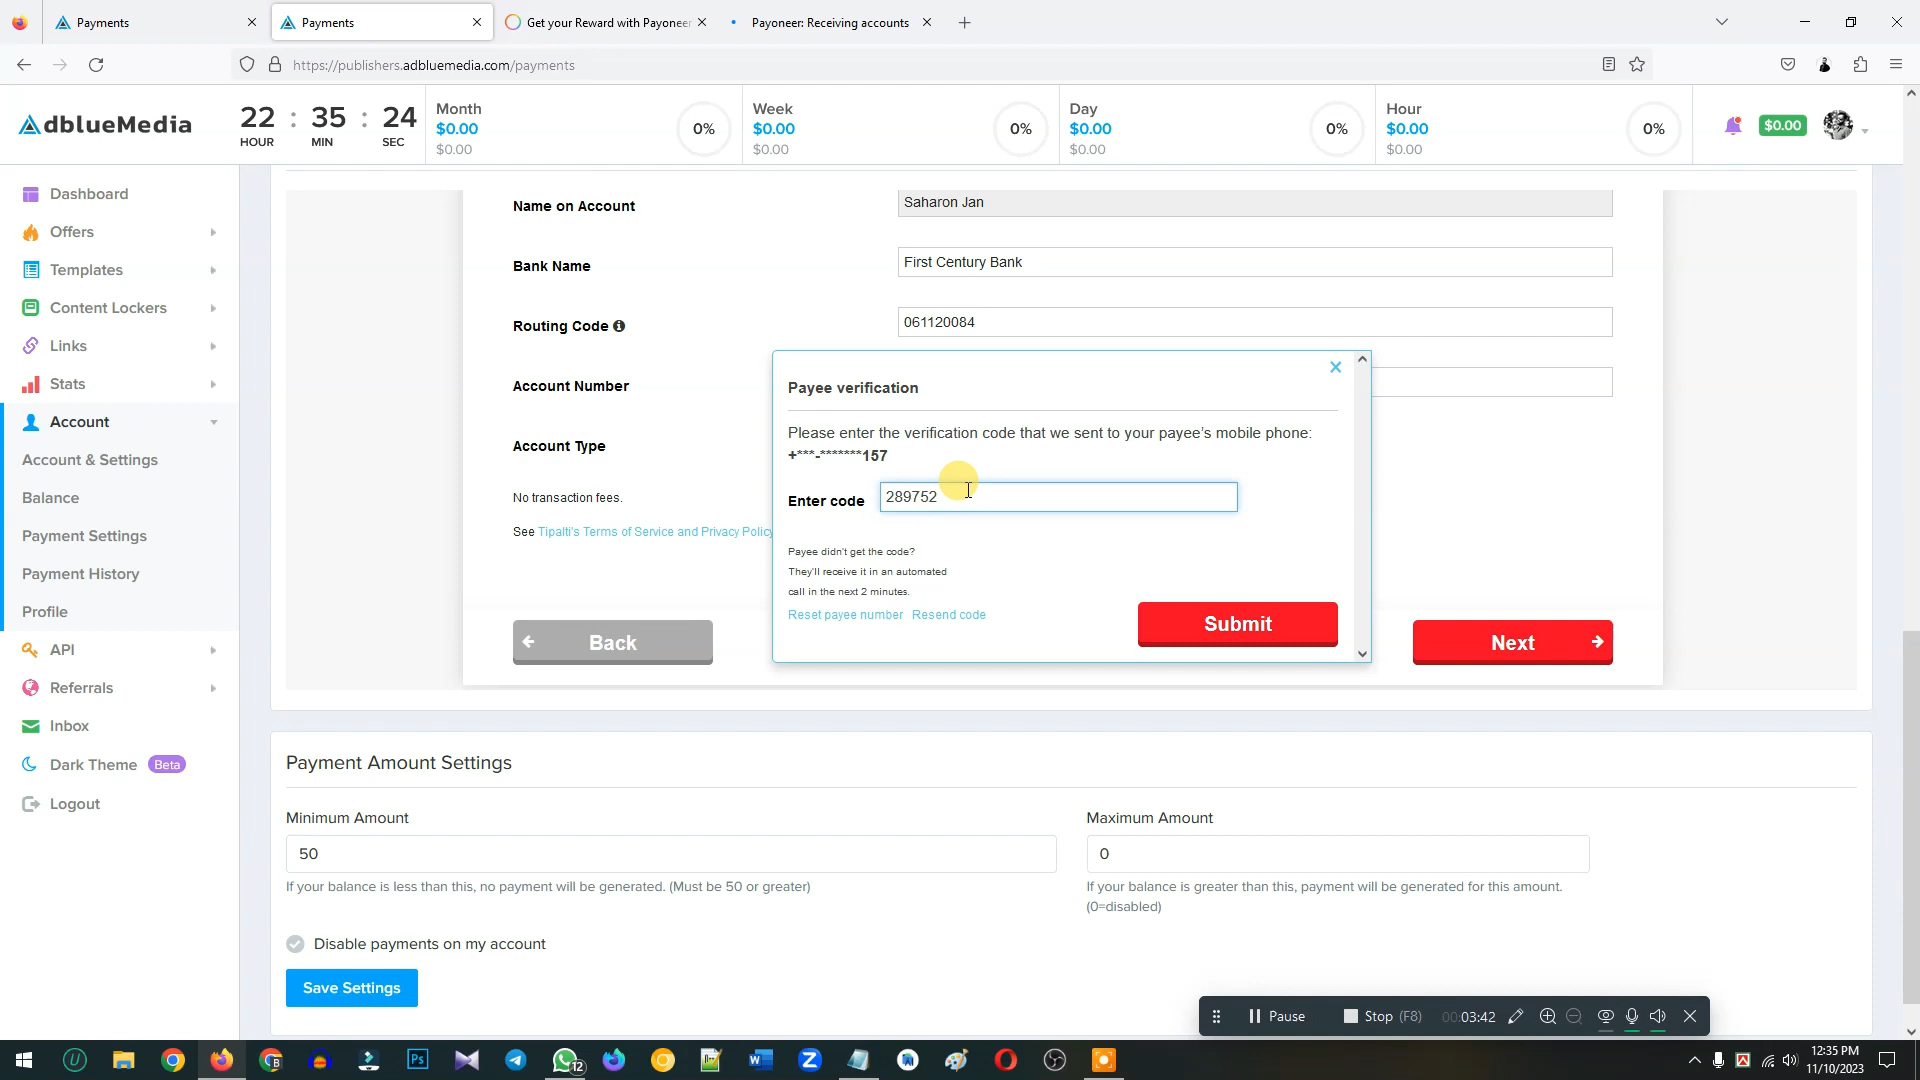 Payments
Payments
Get your Reward with Payoneer
Payoneer: Receiving accounts
https://publishers.adbluemedia.com/payments
dblueMedia
22 : 35 : 24
HOUR MIN SEC
Month
$0.00
$0.00
0%
Week
$0.00
$0.00
0%
Day
$0.00
$0.00
0%
Hour
$0.00
$0.00
0%
$0.00
Dashboard
Offers
Templates
Content Lockers
Links
Stats
Account
Account & Settings
Balance
Payment Settings
Payment History
Profile
API
Referrals
Inbox
Dark Theme Beta
Logout
Name on Account
Saharon Jan
Bank Name
First Century Bank
Routing Code
061120084
Account Number
Account Type
No transaction fees.
See Tipalti's Terms of Service and Privacy Policy
Back
Next
Payee verification
Please enter the verification code that we sent to your payee's mobile phone:
+***-*******157
Enter code
289752
Payee didn't get the code?
They'll receive it in an automated
call in the next 2 minutes.
Reset payee number Resend code
Submit
Payment Amount Settings
Minimum Amount
50
If your balance is less than this, no payment will be generated. (Must be 50 or greater)
Maximum Amount
0
If your balance is greater than this, payment will be generated for this amount.
(0=disabled)
Disable payments on my account
Save Settings
Pause
Stop (F8)
00:03:42
Ps
12
12:35 PM
11/10/2023